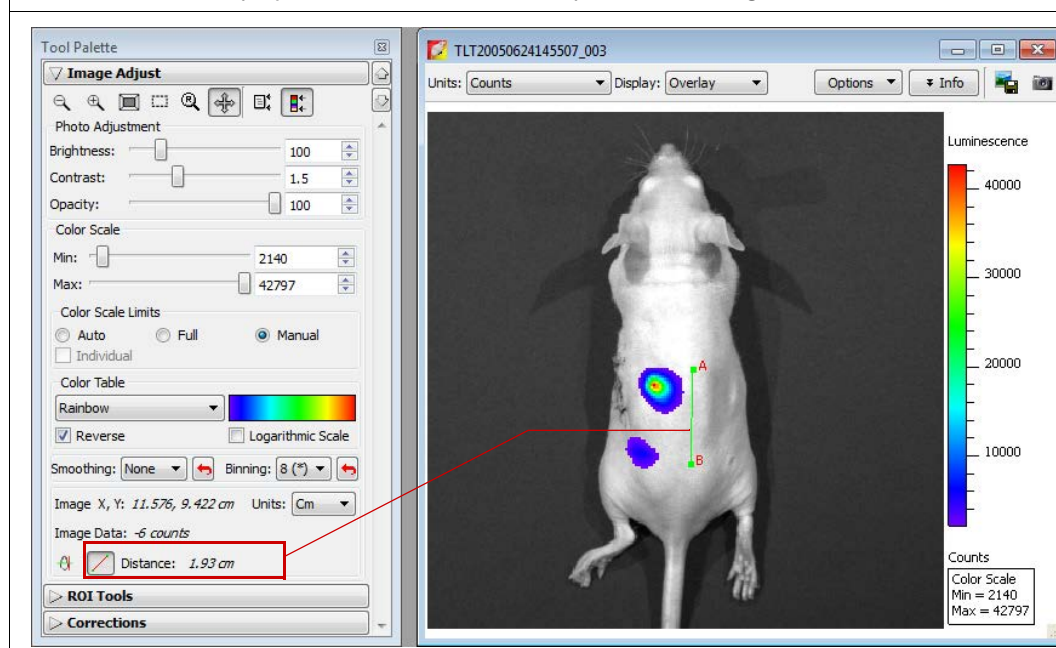 Tool Palette
Image Adjust
Photo Adjustment
Brightness: 100
Contrast: 1.5
Opacity: 100
Color Scale
Min: 2140
Max: 42797
Color Scale Limits
Auto Full Manual
Individual
Color Table
Rainbow
Reverse Logarithmic Scale
Smoothing: None Binning: 8 (*)
Image X, Y: 11.576, 9.422 cm Units: Cm
Image Data: -6 counts
Distance: 1.93 cm
ROI Tools
Corrections
TLT20050624145507_003
Units: Counts Display: Overlay Options Info
Luminescence
40000
30000
20000
10000
A
B
Counts
Color Scale
Min = 2140
Max = 42797